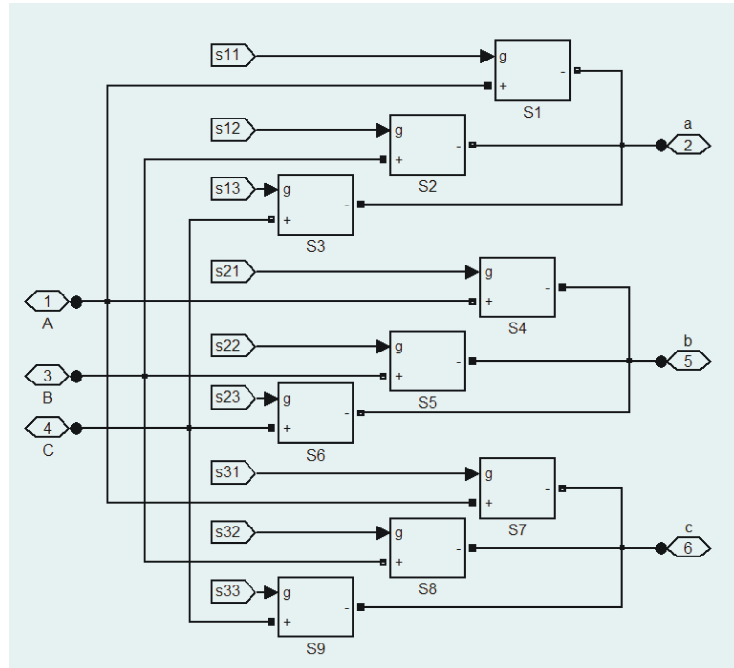 s11
g
-
+
S1
a
2
s12
g
-
+
S2
s13
g
-
+
S3
s21
g
-
+
S4
1
A
b
5
s22
g
-
+
S5
3
B
s23
g
-
+
S6
4
C
s31
g
-
+
S7
c
6
s32
g
-
+
S8
s33
g
-
+
S9